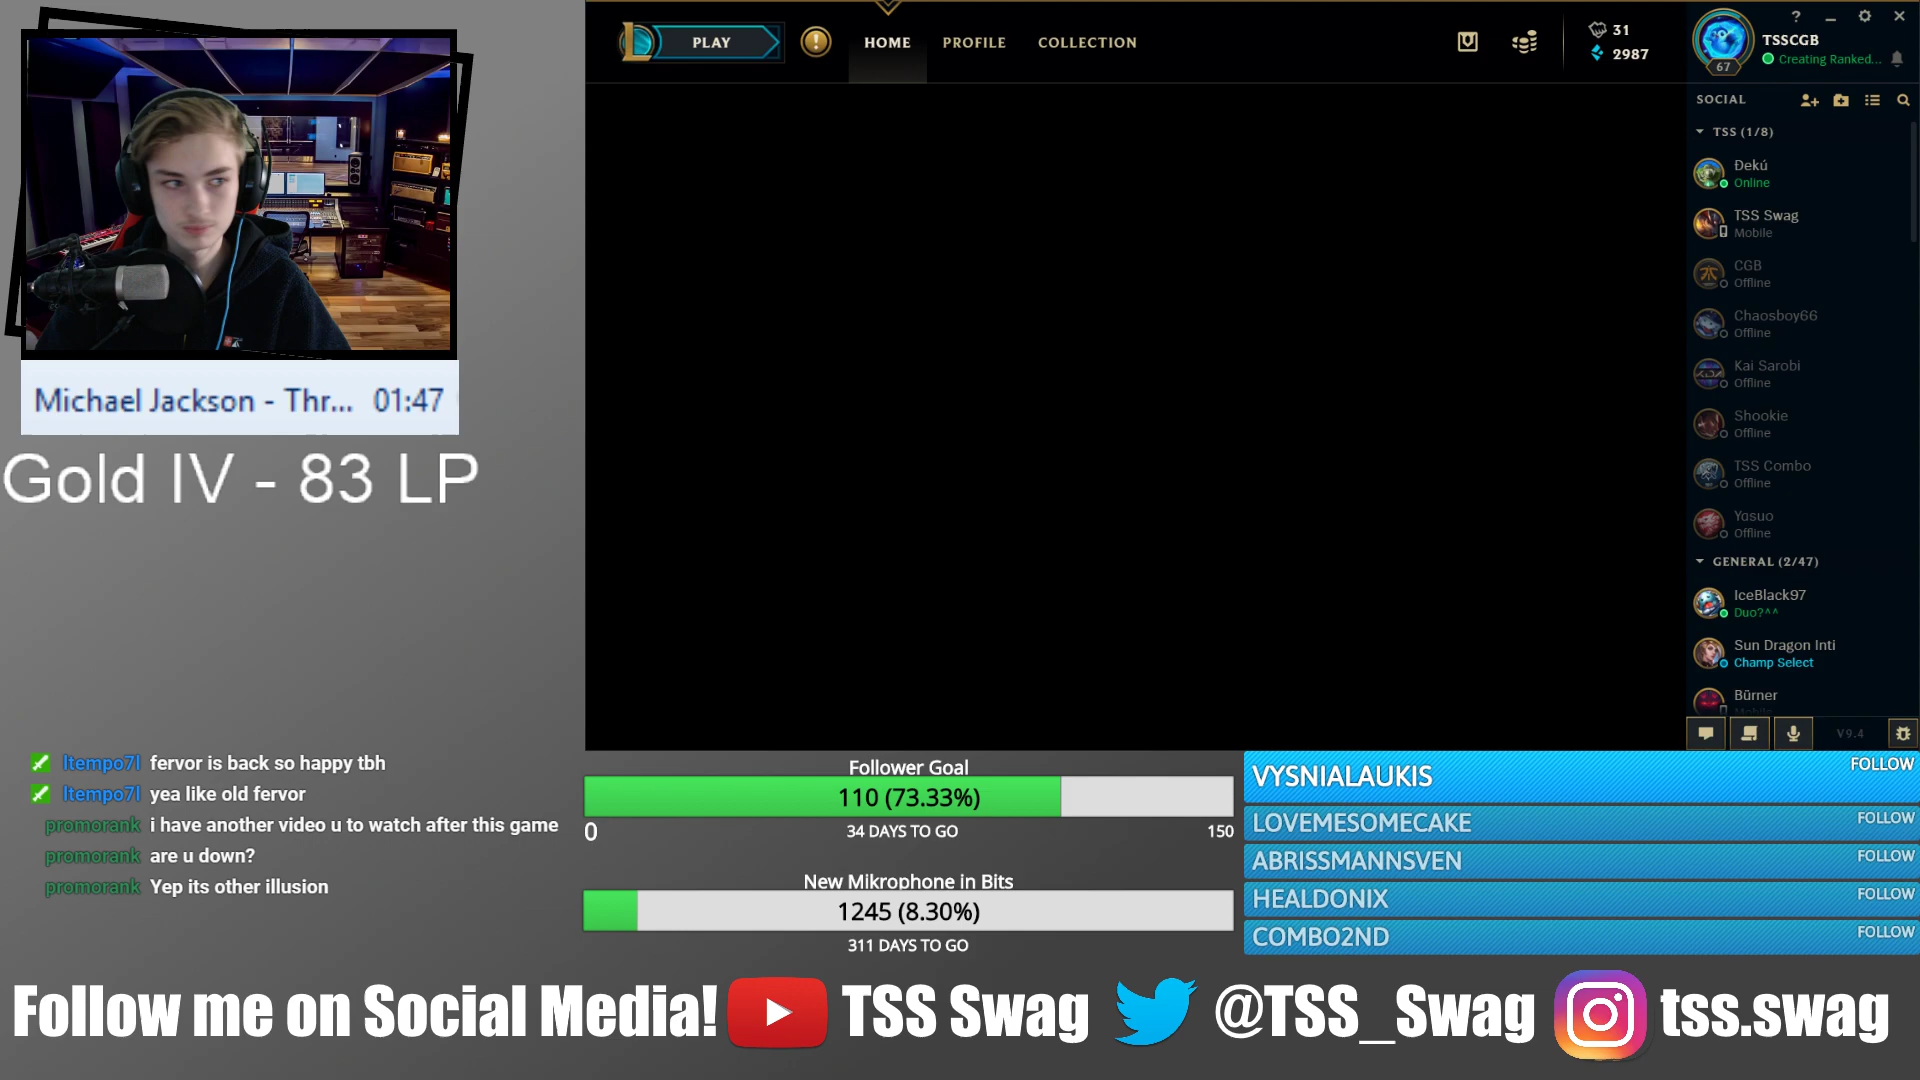 PLAY
HOME
PROFILE
COLLECTION
31
2987
67
TSSCGB
Creating Ranked...
SOCIAL
TSS (1/8)
Ðekú
Online
TSS Swag
Mobile
CGB
Offline
Chaosboy66
Offline
Kai Sarobi
Offline
Shookie
Offline
TSS Combo
Offline
Yasuo
Offline
GENERAL (2/47)
IceBlack97
Duo?^^
Sun Dragon Inti
Champ Select
Bürner
Mobile
V9.4
Michael Jackson - Thr... 01:47
Gold IV - 83 LP
ltempo7l fervor is back so happy tbh
ltempo7l yea like old fervor
promorank i have another video u to watch after this game
promorank are u down?
promorank Yep its other illusion
Follower Goal
110 (73.33%)
0 34 DAYS TO GO 150
New Mikrophone in Bits
1245 (8.30%)
311 DAYS TO GO
VYSNIALAUKIS FOLLOW
LOVEMESOMECAKE FOLLOW
ABRISSMANNSVEN FOLLOW
HEALDONIX FOLLOW
COMBO2ND FOLLOW
Follow me on Social Media! TSS Swag @TSS_Swag tss.swag